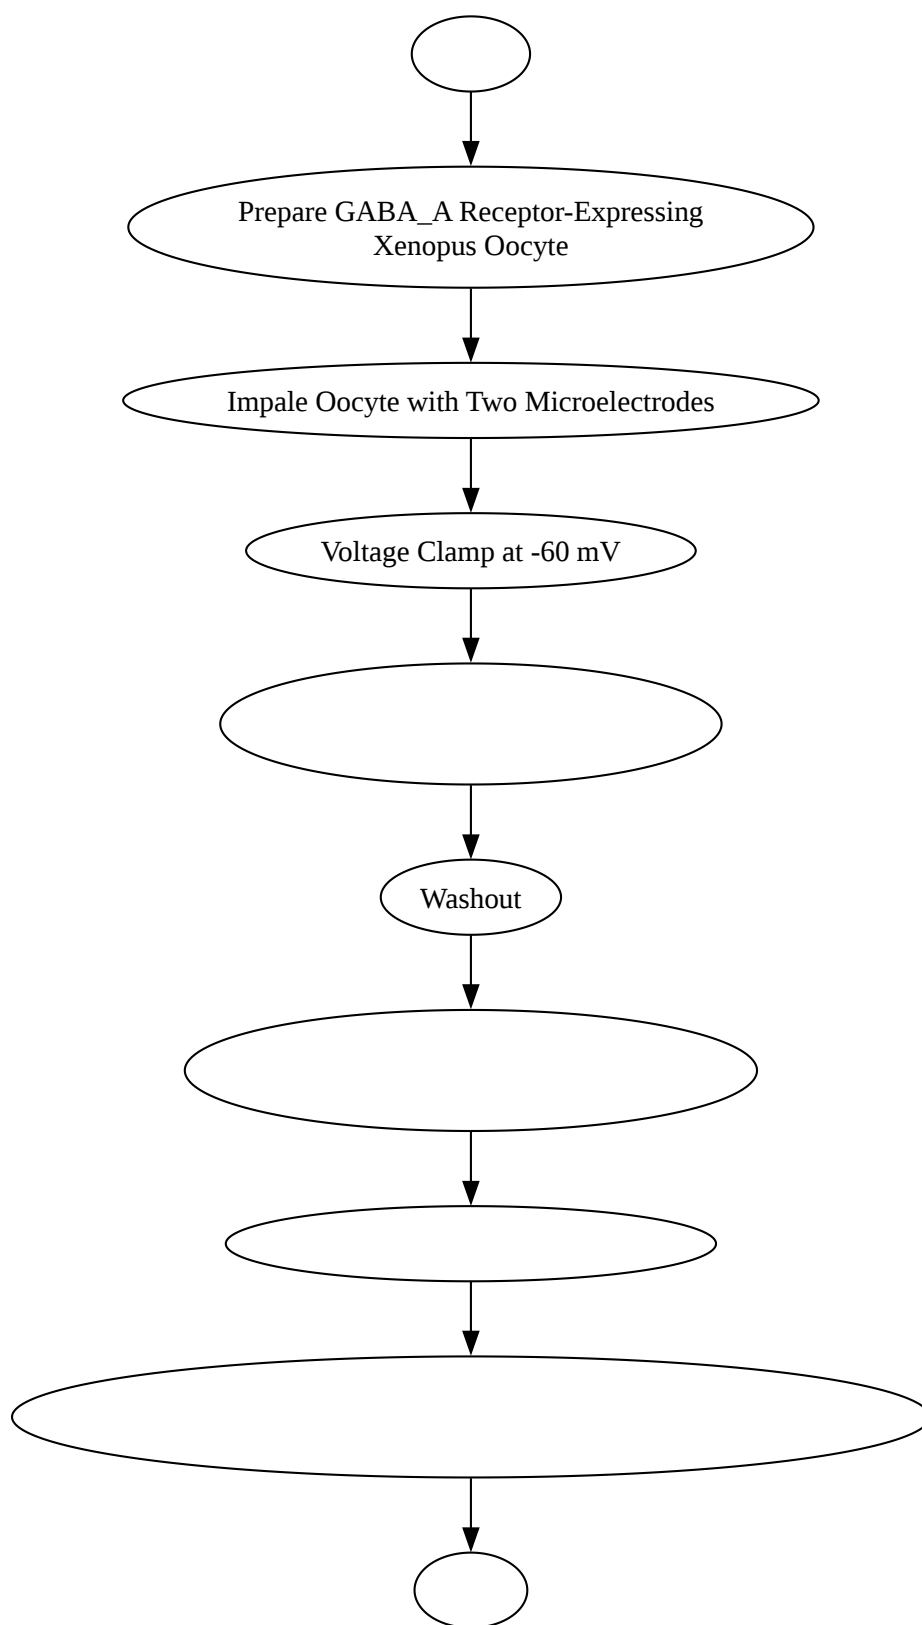 Prepare GABA_A Receptor-Expressing
Xenopus Oocyte
Impale Oocyte with Two Microelectrodes
Voltage Clamp at -60 mV
Washout